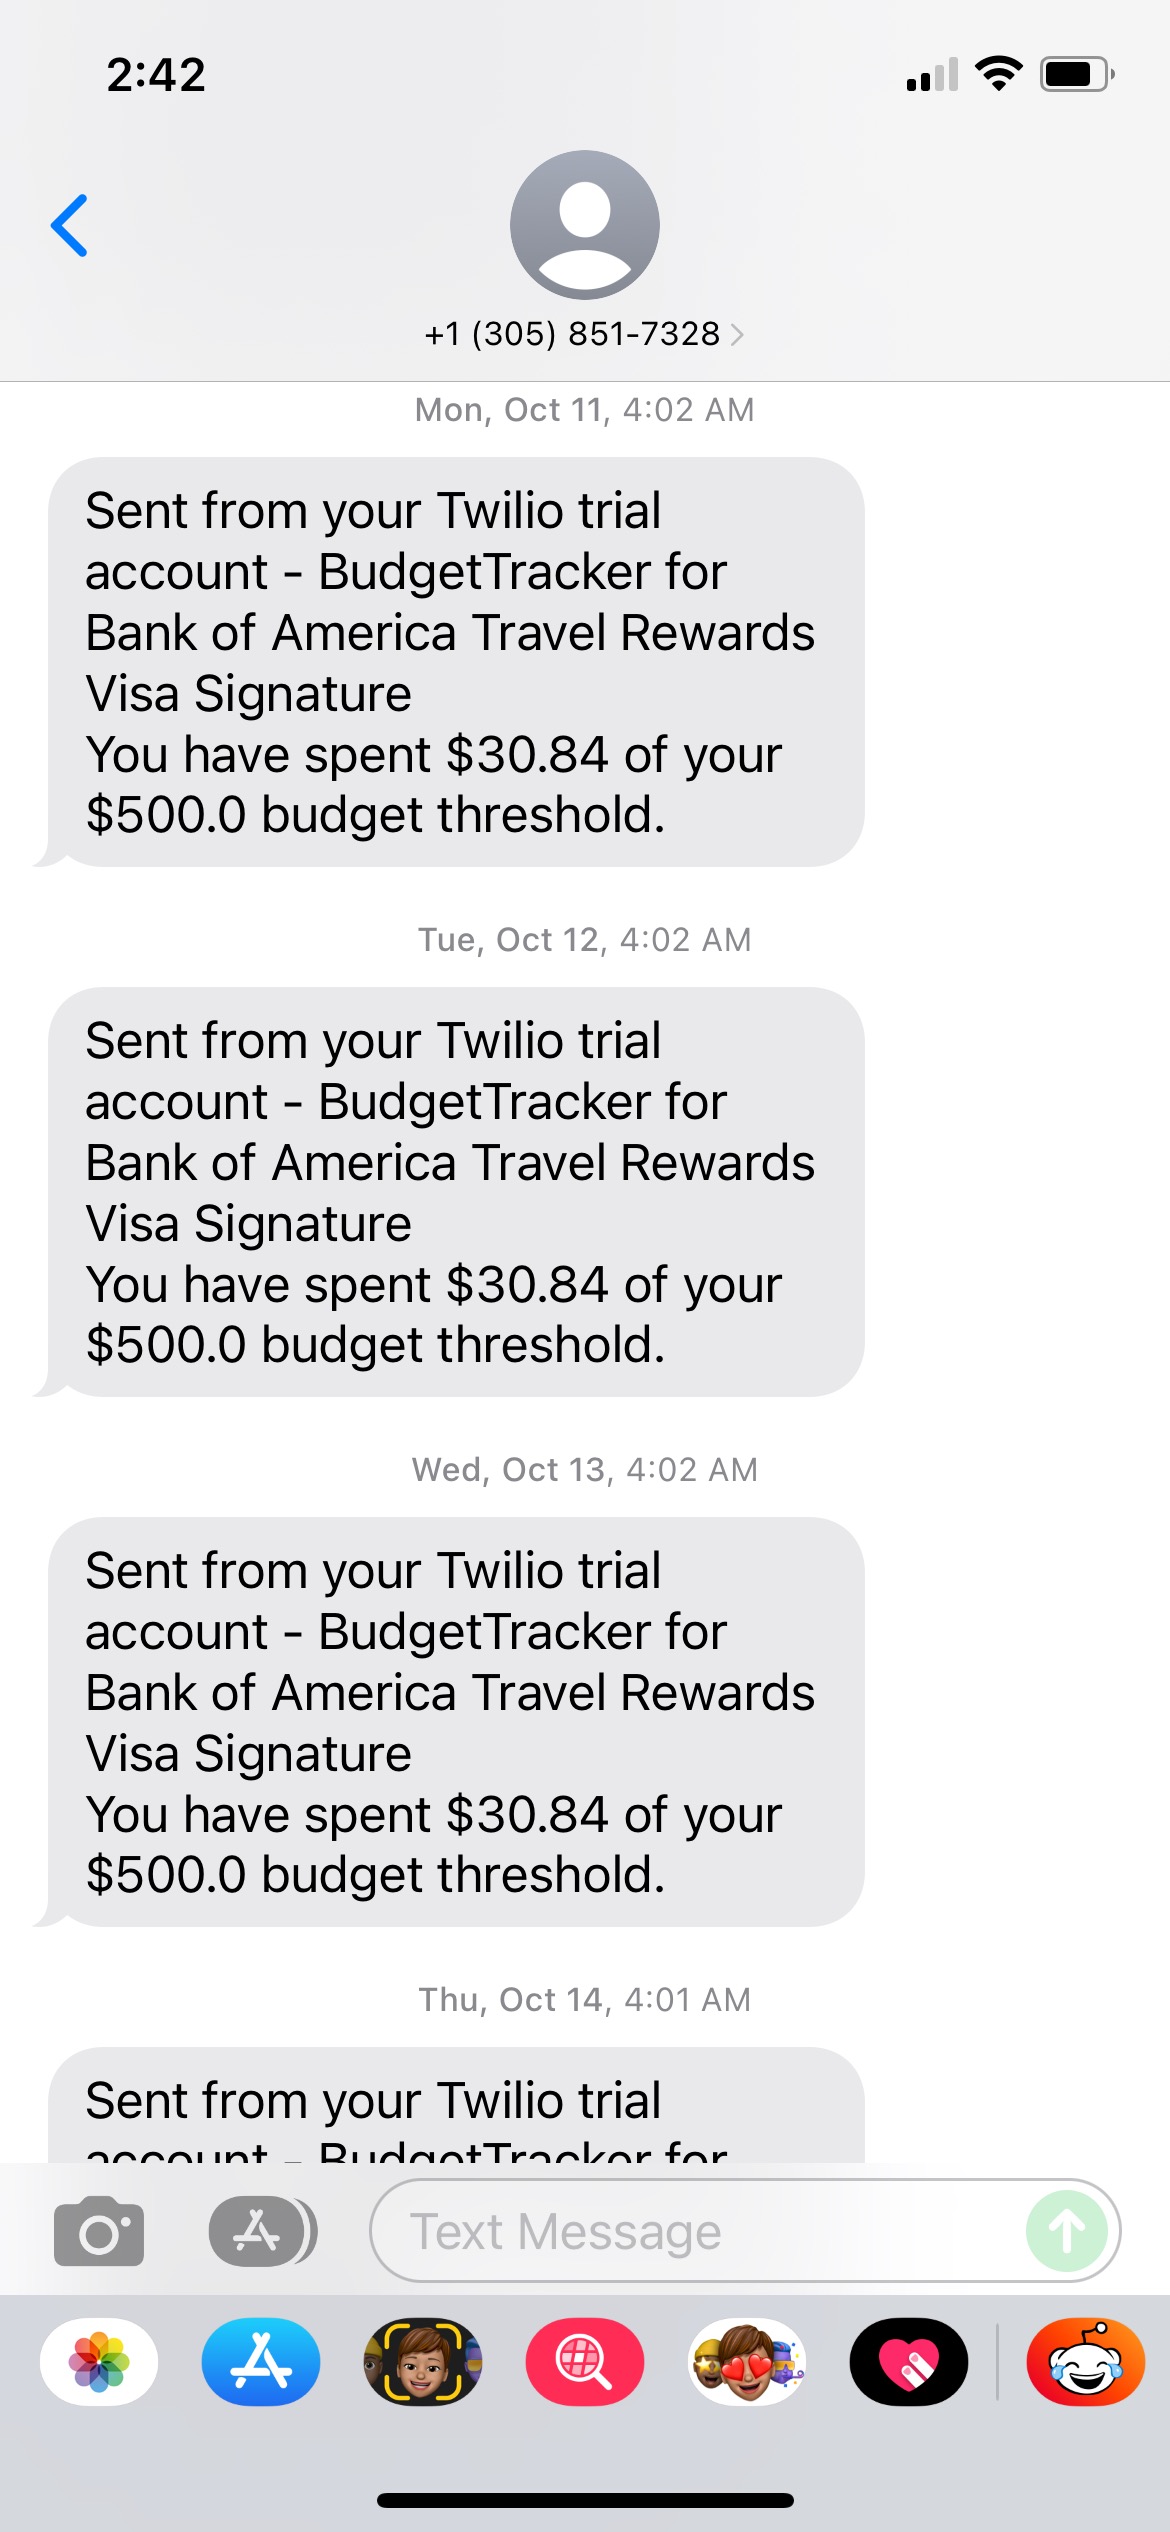 2:42
+1 (305) 851-7328
Mon, Oct 11, 4:02 AM
Sent from your Twilio trial
account - BudgetTracker for
Bank of America Travel Rewards
Visa Signature
You have spent $30.84 of your
$500.0 budget threshold.
Tue, Oct 12, 4:02 AM
Sent from your Twilio trial
account - BudgetTracker for
Bank of America Travel Rewards
Visa Signature
You have spent $30.84 of your
$500.0 budget threshold.
Wed, Oct 13, 4:02 AM
Sent from your Twilio trial
account - BudgetTracker for
Bank of America Travel Rewards
Visa Signature
You have spent $30.84 of your
$500.0 budget threshold.
Thu, Oct 14, 4:01 AM
Sent from your Twilio trial
account - BudgetTracker for
Text Message